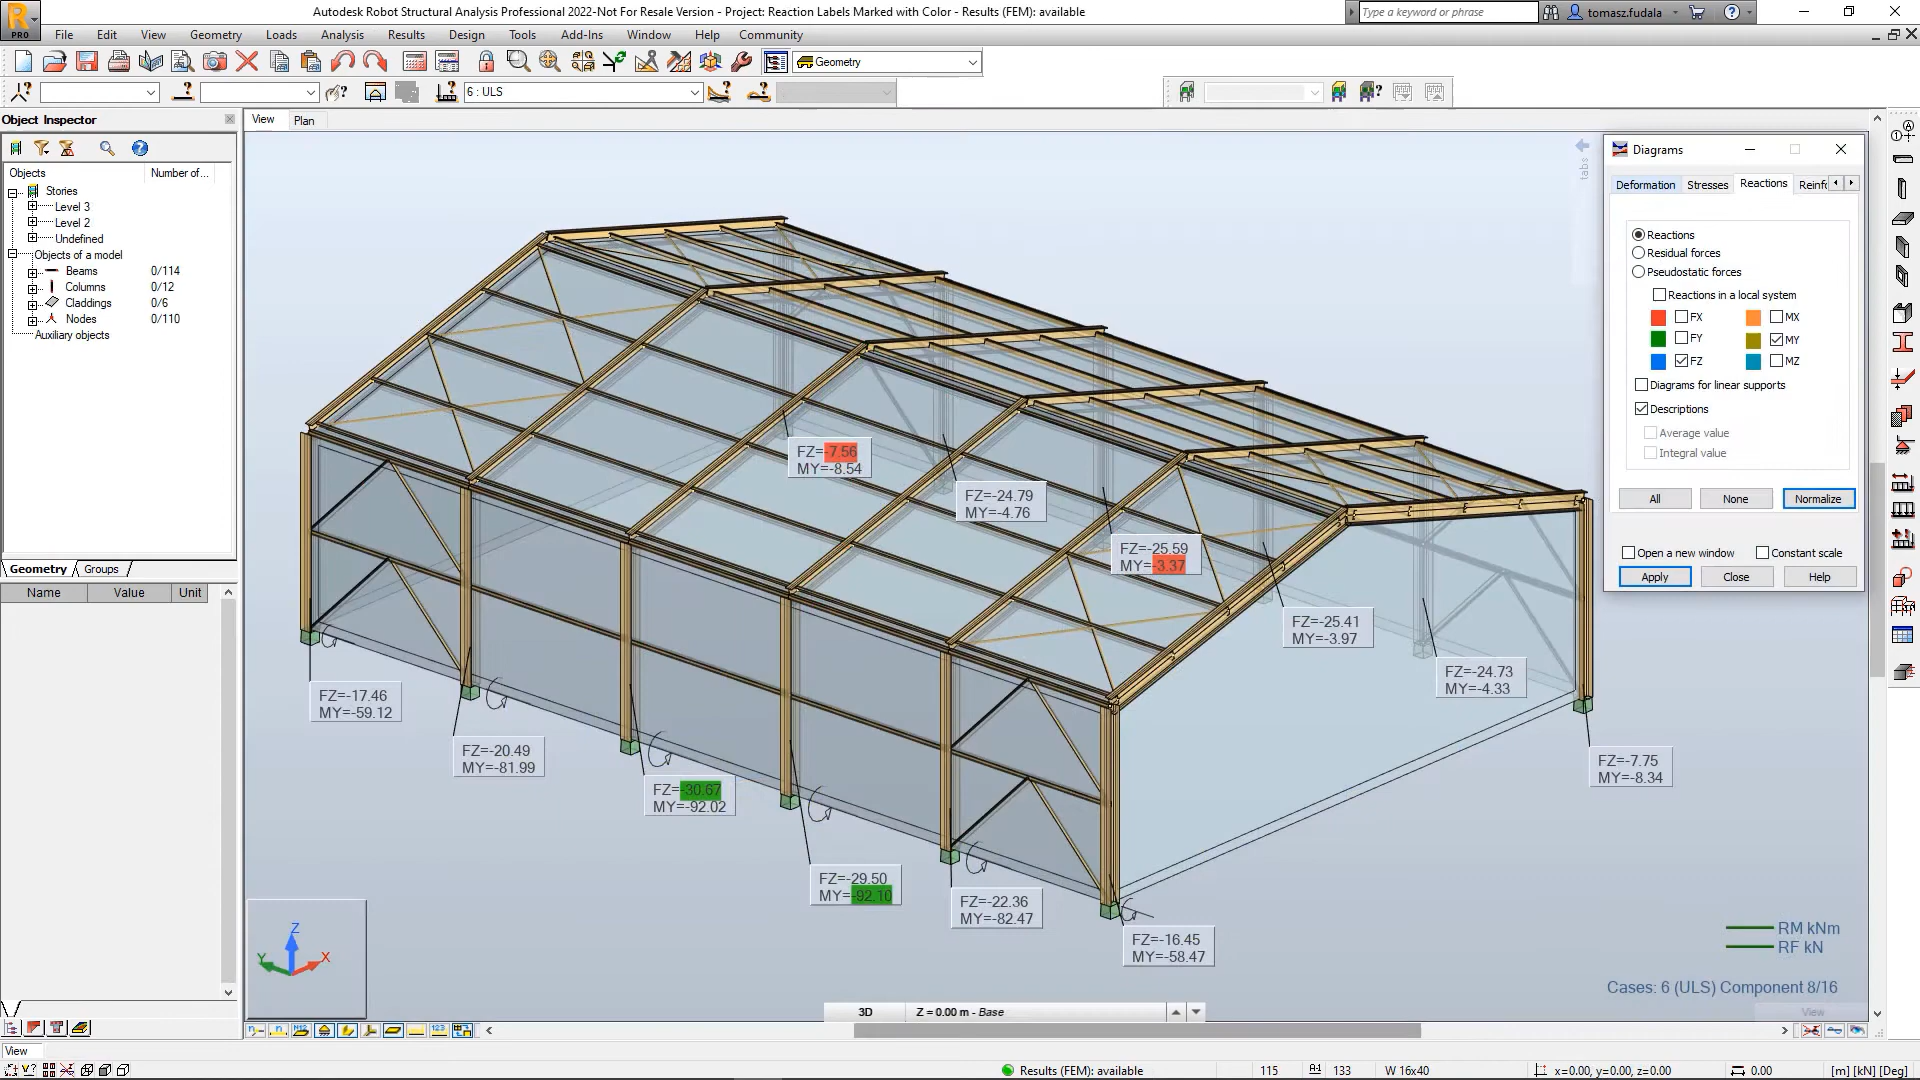 Autodesk Robot Structural Analysis Professional 2022-Not For Resale Version - Project: Reaction Labels Marked with Color - Results (FEM): available
Type a keyword or phrase
tomasz.fudala
R
PRO
File Edit View Geometry Loads Analysis Results Design Tools Add-Ins Window Help Community
Geometry
6 : ULS
Object Inspector
View Plan
Objects Number of...
Stories
Level 3
Level 2
Undefined
Objects of a model
Beams 0/114
Columns 0/12
Claddings 0/6
Nodes 0/110
Auxiliary objects
Geometry Groups
Name Value Unit
tabs
Diagrams
Deformation Stresses Reactions Reinfo
Reactions
Residual forces
Pseudostatic forces
Reactions in a local system
FX MX
FY MY
FZ MZ
Diagrams for linear supports
Descriptions
Average value
Integral value
All None Normalize
Open a new window Constant scale
Apply Close Help
FZ=-7.56
MY=-8.54
FZ=-24.79
MY=-4.76
FZ=-25.59
MY=-3.37
FZ=-25.41
MY=-3.97
FZ=-24.73
MY=-4.33
FZ=-7.75
MY=-8.34
FZ=-17.46
MY=-59.12
FZ=-20.49
MY=-81.99
FZ=-30.67
MY=-92.02
FZ=-29.50
MY=-92.10
FZ=-22.36
MY=-82.47
FZ=-16.45
MY=-58.47
Z
Y X
RM kNm
RF kN
Cases: 6 (ULS) Component 8/16
3D Z = 0.00 m - Base
View
View
Results (FEM): available 115 133 W 16x40 x=0.00, y=0.00, z=0.00 0.00 [m] [kN] [Deg]